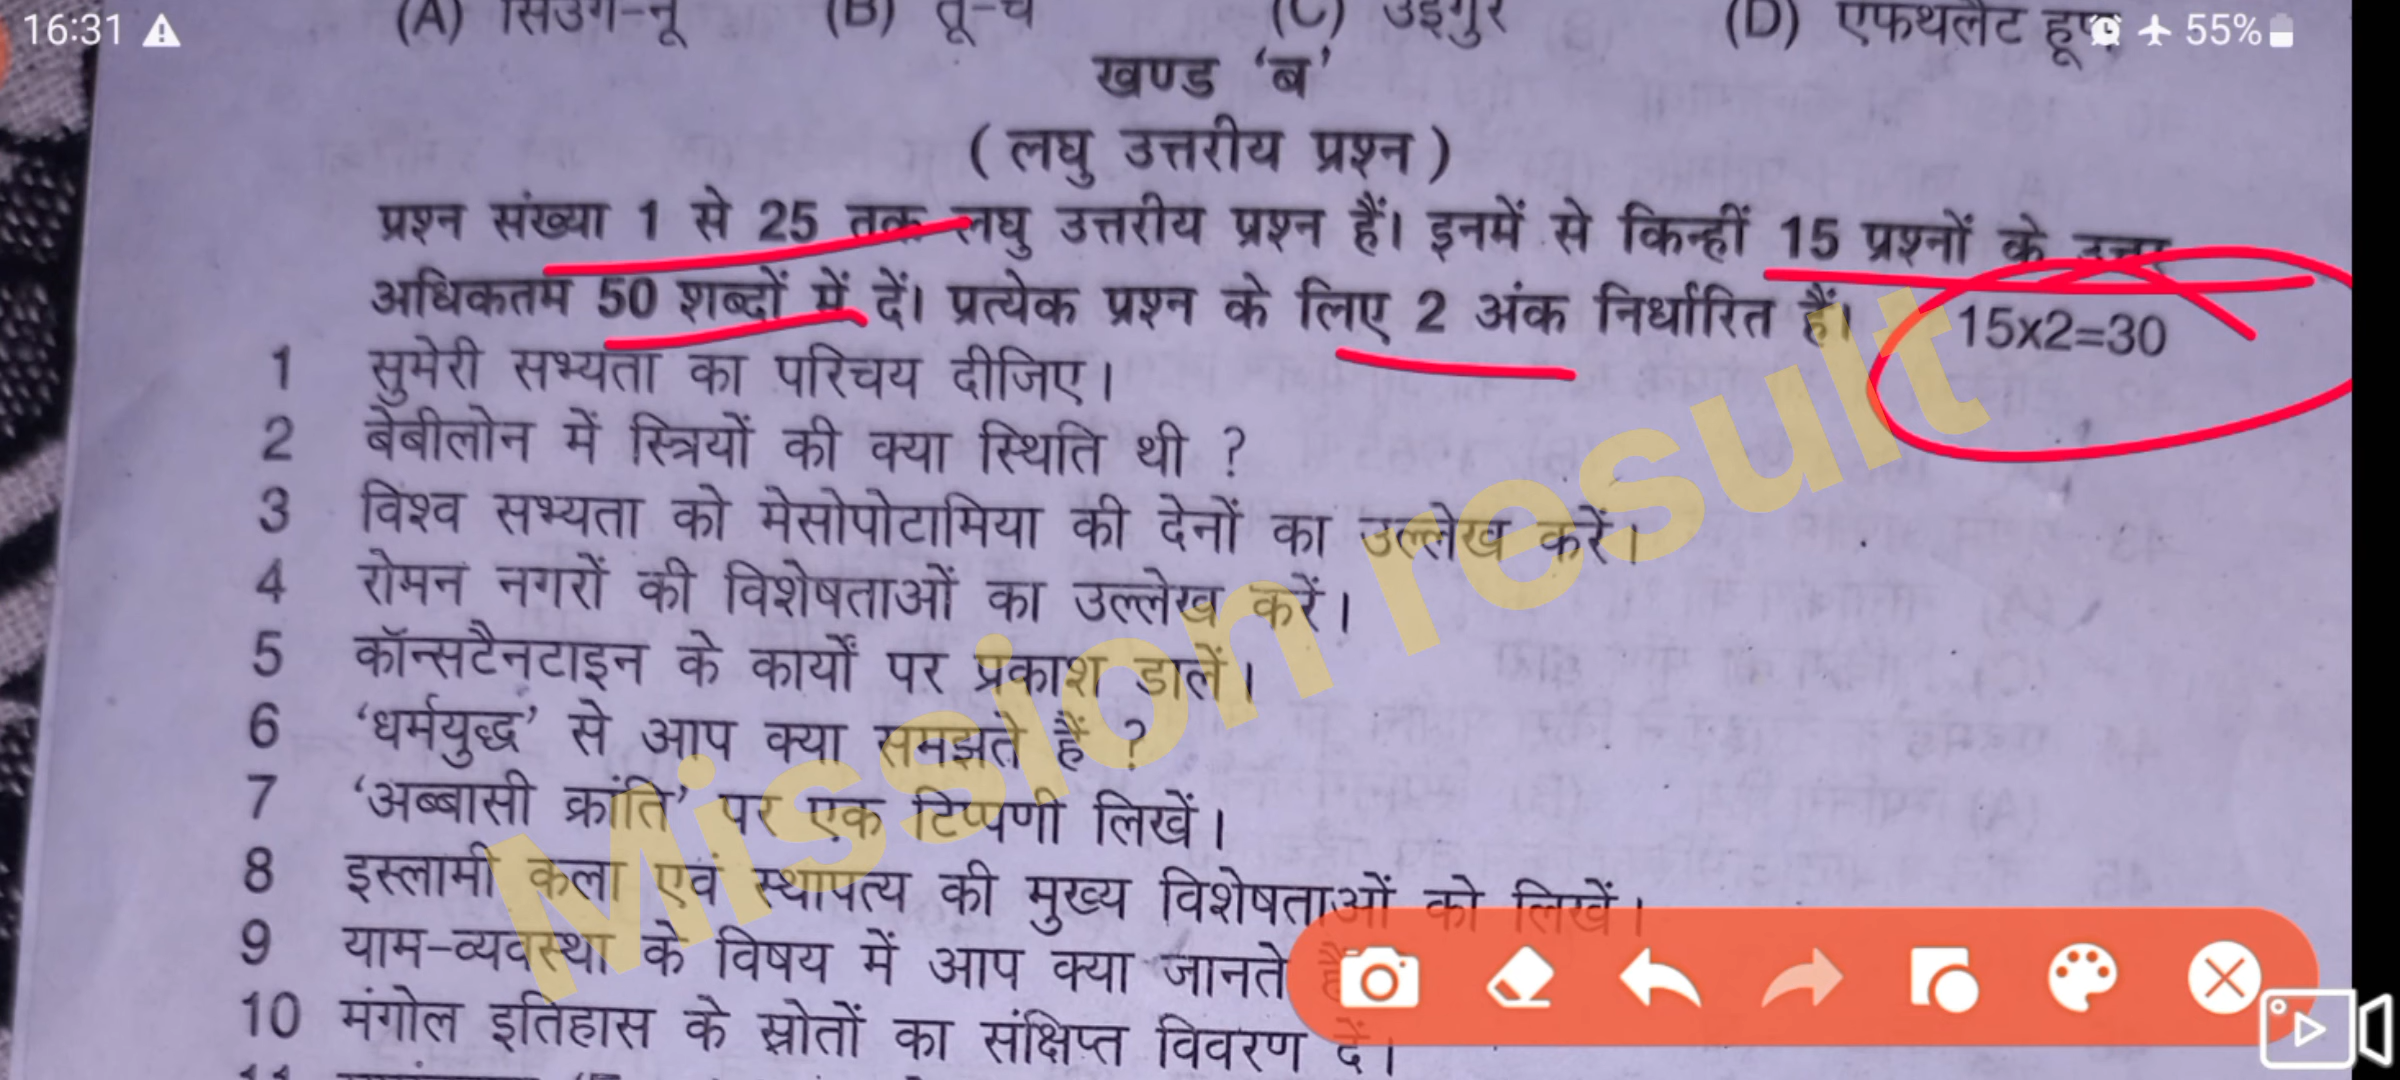 16:31
55%
(A) सिउंग-नू (B) तू-चे (C) उइगुर (D) एफथलैट हूण
खण्ड ‘ब’
( लघु उत्तरीय प्रश्न )
प्रश्न संख्या 1 से 25 तक लघु उत्तरीय प्रश्न हैं। इनमें से किन्हीं 15 प्रश्नों के उत्तर
अधिकतम 50 शब्दों में दें। प्रत्येक प्रश्न के लिए 2 अंक निर्धारित हैं। 15x2=30
1 सुमेरी सभ्यता का परिचय दीजिए।
2 बेबीलोन में स्त्रियों की क्या स्थिति थी ?
3 विश्व सभ्यता को मेसोपोटामिया की देनों का उल्लेख करें।
4 रोमन नगरों की विशेषताओं का उल्लेख करें।
5 कॉन्सटैनटाइन के कार्यों पर प्रकाश डालें।
6 ‘धर्मयुद्ध’ से आप क्या समझते हैं ?
7 ‘अब्बासी क्रांति’ पर एक टिप्पणी लिखें।
8 इस्लामी कला एवं स्थापत्य की मुख्य विशेषताओं को लिखें।
9 याम-व्यवस्था के विषय में आप क्या जानते
10 मंगोल इतिहास के स्रोतों का संक्षिप्त विवरण दें।
11
Mission result